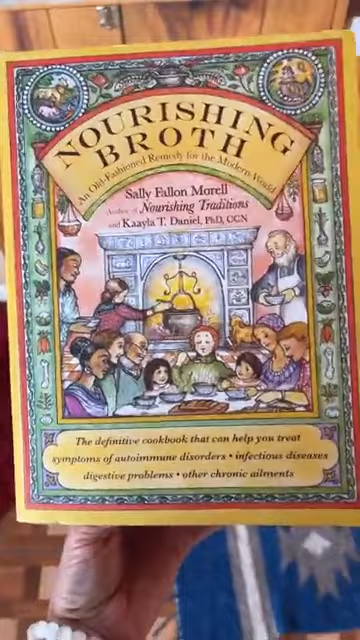 NOURISHING
BROTH
An Old-Fashioned Remedy for the Modern World
Sally Fallon Morell
Author of Nourishing Traditions
and Kaayla T. Daniel, PhD, CCN
The definitive cookbook that can help you treat
symptoms of autoimmune disorders • infectious diseases
digestive problems • other chronic ailments